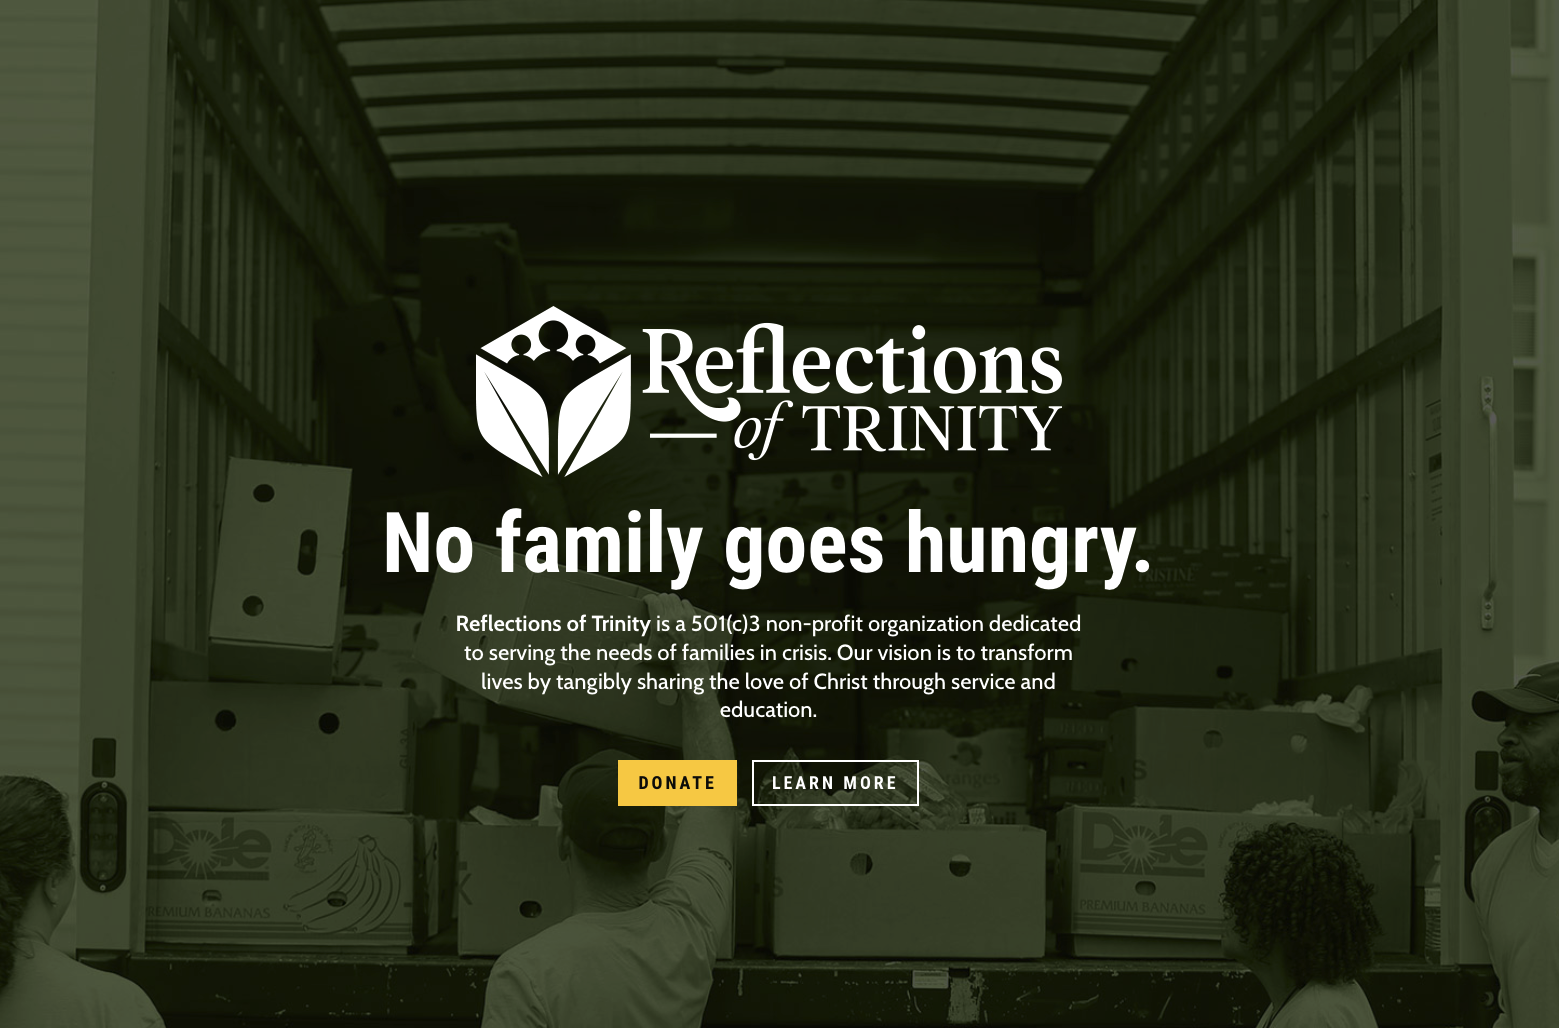 Reflections
of TRINITY
No family goes hungry.
Reflections of Trinity is a 501(c)3 non-profit organization dedicated
to serving the needs of families in crisis. Our vision is to transform
lives by tangibly sharing the love of Christ through service and
education.
DONATE LEARN MORE
PRISTINE
oranges
Dole
PREMIUM BANANAS
Dole
PREMIUM BANANAS